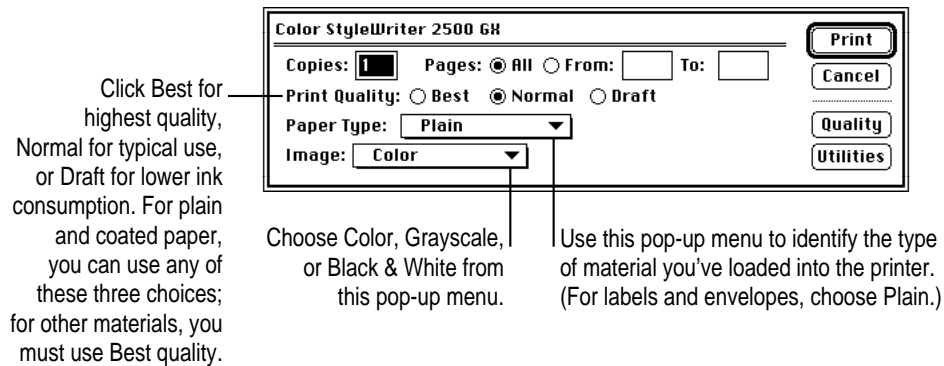 Color StyleWriter 2500 GX
Print
Copies: 1 Pages: All From: To:
Cancel
Print Quality: Best Normal Draft
Paper Type: Plain
Quality
Image: Color
Utilities
Click Best for
highest quality,
Normal for typical use,
or Draft for lower ink
consumption. For plain
and coated paper,
you can use any of
these three choices;
for other materials, you
must use Best quality.
Choose Color, Grayscale,
or Black & White from
this pop-up menu.
Use this pop-up menu to identify the type
of material you've loaded into the printer.
(For labels and envelopes, choose Plain.)